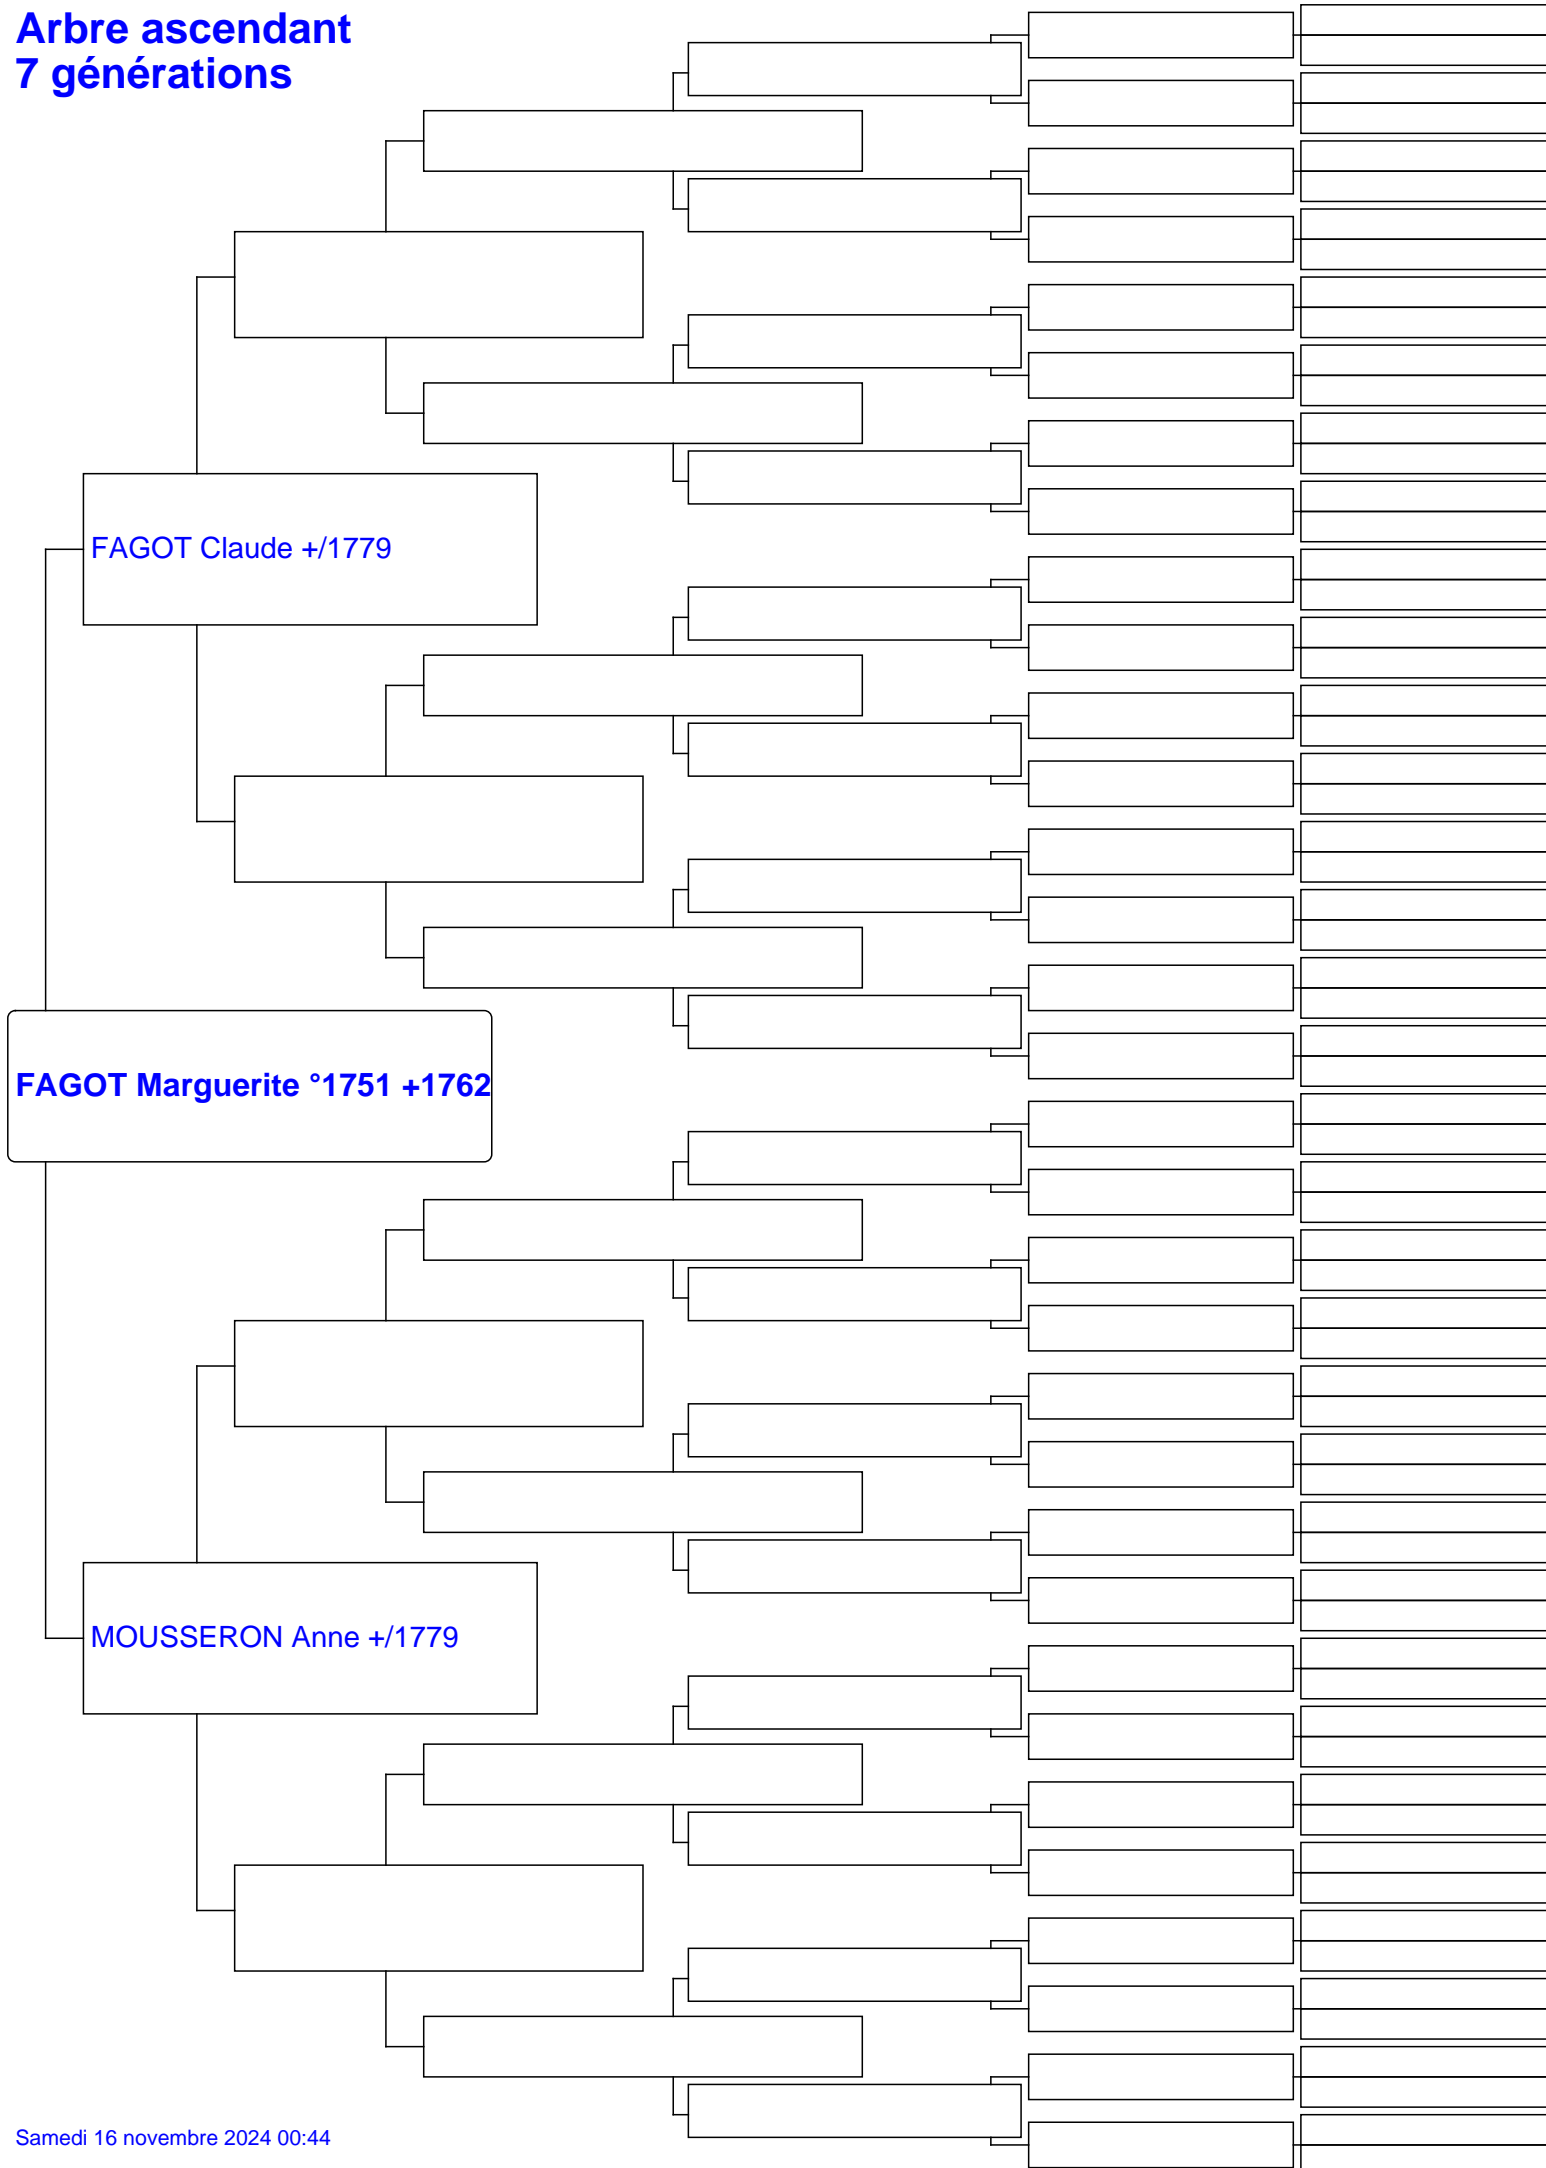 Arbre ascendant
7 générations
FAGOT Claude +/1779
FAGOT Marguerite °1751 +1762
MOUSSERON Anne +/1779
Samedi 16 novembre 2024 00:44